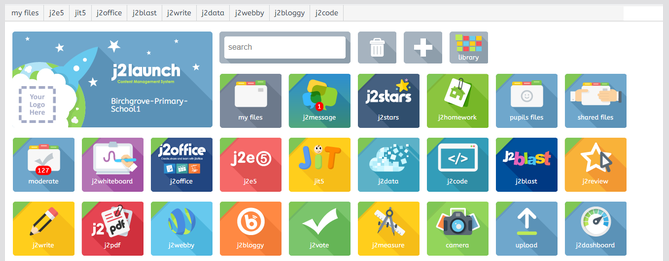 my files j2e5 jit5 j2office j2blast j2write j2data j2webby j2bloggy j2code
j2launch
Content Management System
Birchgrove-Primary-
School1
Your
Logo
Here
search
library
my files
1
j2message
j2stars
j2stars
j2homework
pupils files
shared files
127
moderate
j2whiteboard
j2office
j2office
j2e5
j2e5
JIT
jit5
j2data
</>
j2code
j2blast
j2blast
j2review
j2write
j2 pdf
j2pdf
j2webby
b
j2bloggy
j2vote
j2measure
camera
upload
j2dashboard